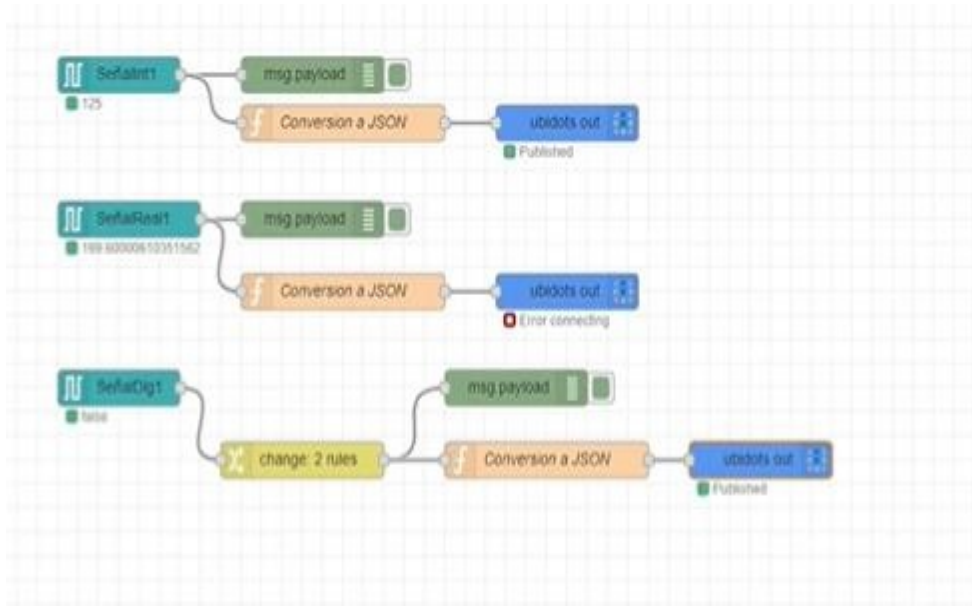 SeñalInt1
msg.payload
125
Conversion a JSON
ubidots out
Published
SeñalReal1
msg.payload
189.60000610351562
Conversion a JSON
ubidots out
Error connecting
SeñalDig1
msg.payload
false
change: 2 rules
Conversion a JSON
ubidots out
Published